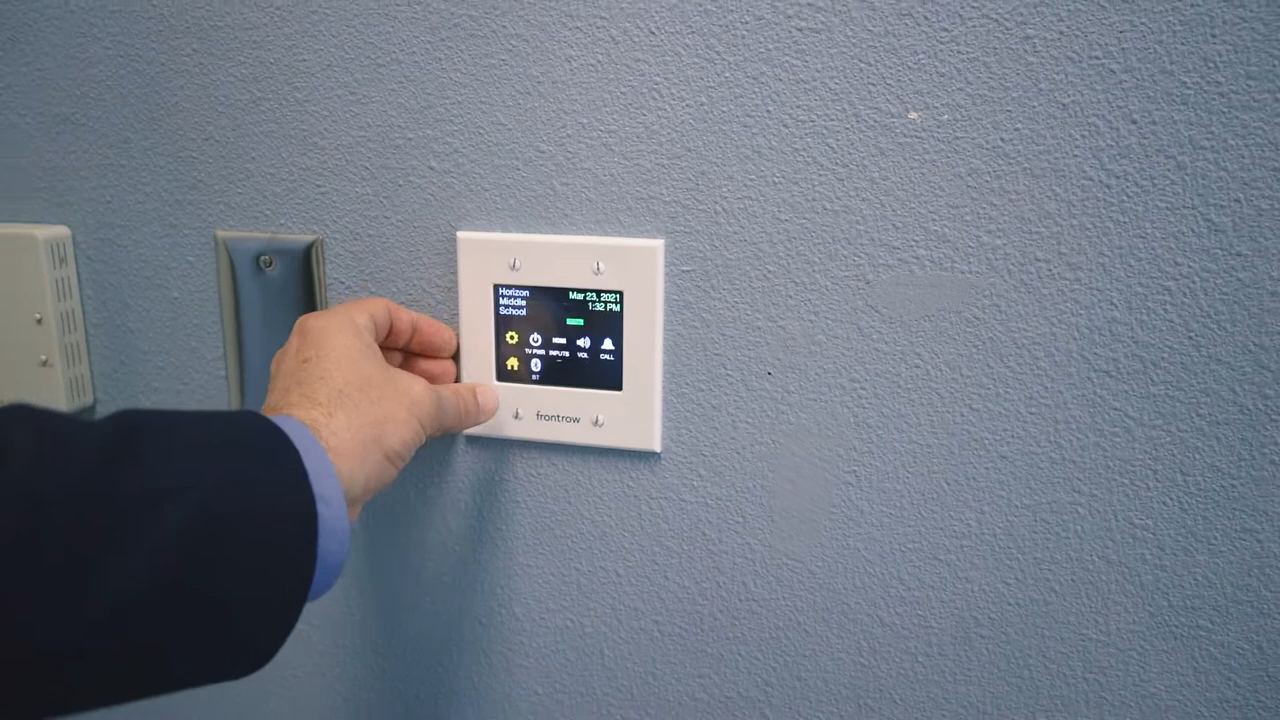 Horizon
Middle
School
Mar 23, 2021
1:32 PM
TV PWR
HDMI
INPUTS
VOL
CALL
BT
frontrow